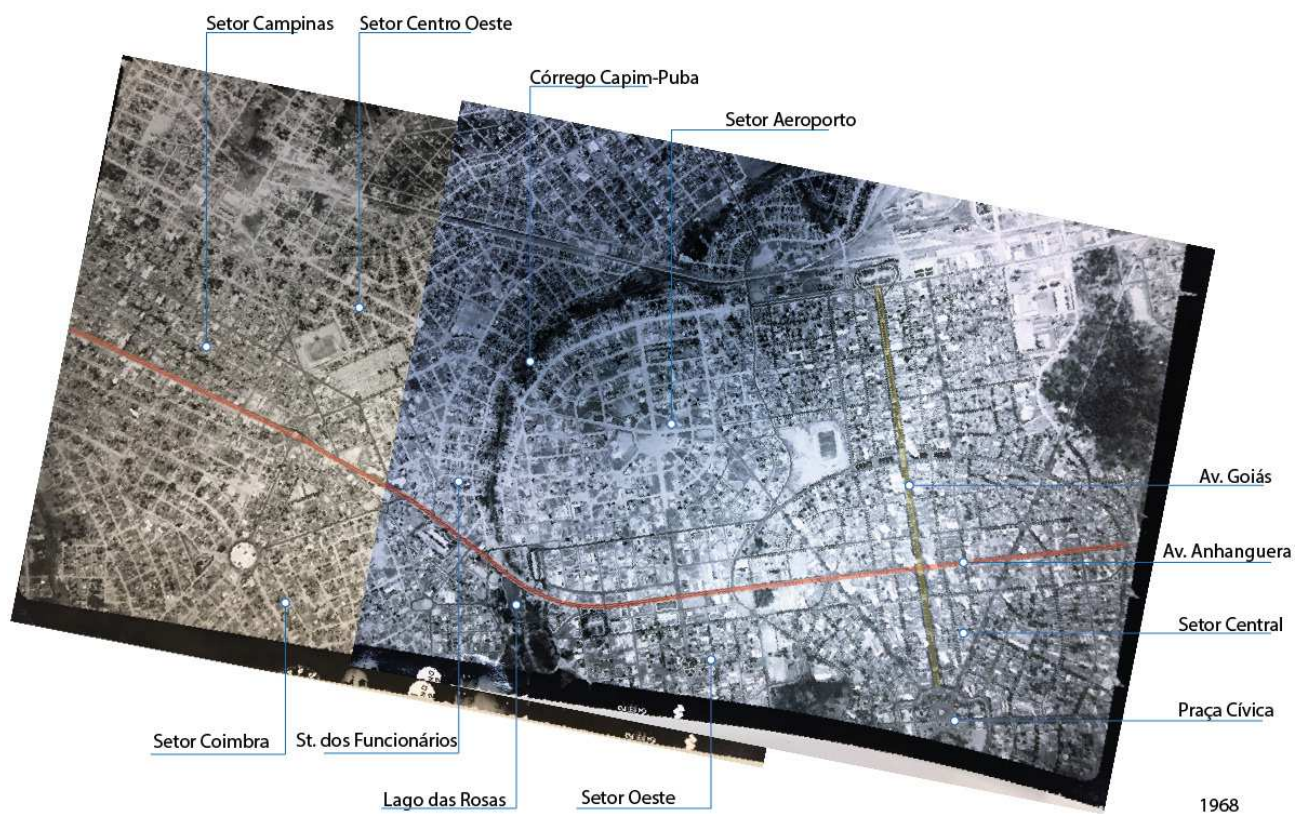 Setor Campinas
Setor Centro Oeste
Córrego Capim-Puba
Setor Aeroporto
Av. Goiás
Av. Anhanguera
Setor Central
Praça Cívica
Setor Coimbra
St. dos Funcionários
Lago das Rosas
Setor Oeste
1968